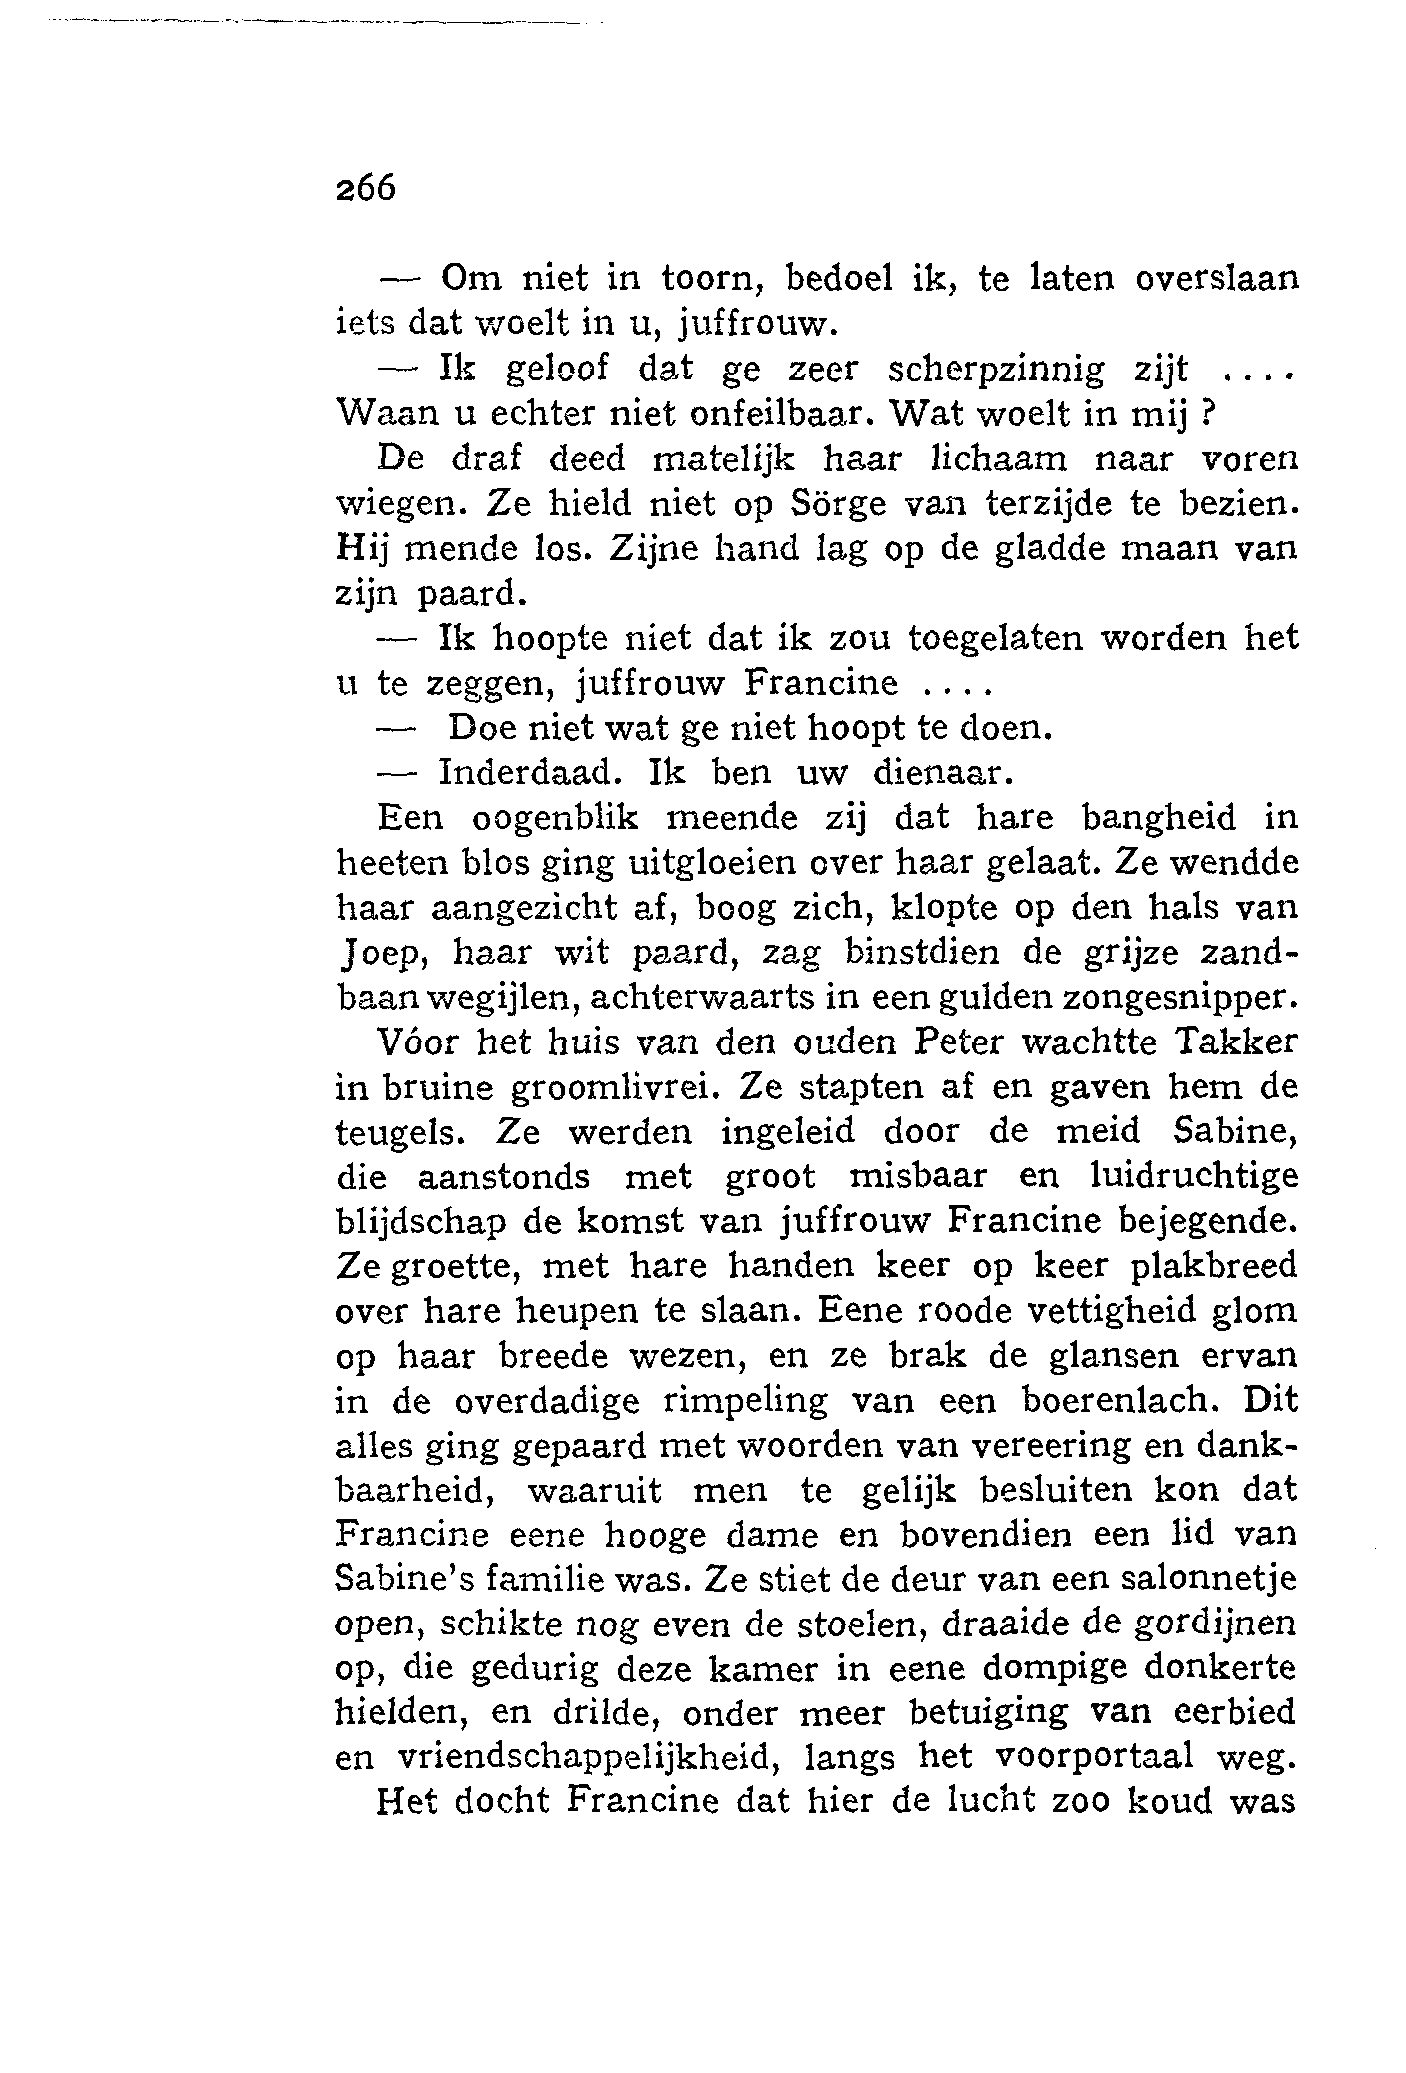 266
— Om niet in toorn, bedoel ik, te laten overslaan
iets dat woelt in u, juffrouw.
— Ik geloof dat ge zeer scherpzinnig zijt ....
Waan u echter niet onfeilbaar. Wat woelt in mij ?
De draf deed matelijk haar lichaam naar voren
wiegen. Ze hield niet op Sörge van terzijde te bezien.
Hij mende los. Zijne hand lag op de gladde maan van
zijn paard.
— Ik hoopte niet dat ik zou toegelaten worden het
u te zeggen, juffrouw Francine ....
— Doe niet wat ge niet hoopt te doen.
— Inderdaad. Ik ben uw dienaar.
Een oogenblik meende zij dat hare bangheid in
heeten blos ging uitgloeien over haar gelaat. Ze wendde
haar aangezicht af, boog zich, klopte op den hals van
Joep, haar wit paard, zag binstdien de grijze zand-
baan wegijlen, achterwaarts in een gulden zongesnipper.
Vóor het huis van den ouden Peter wachtte Takker
in bruine groomlivrei. Ze stapten af en gaven hem de
teugels. Ze werden ingeleid door de meid Sabine,
die aanstonds met groot misbaar en luidruchtige
blijdschap de komst van juffrouw Francine bejegende.
Ze groette, met hare handen keer op keer plakbreed
over hare heupen te slaan. Eene roode vettigheid glom
op haar breede wezen, en ze brak de glansen ervan
in de overdadige rimpeling van een boerenlach. Dit
alles ging gepaard met woorden van vereering en dank-
baarheid, waaruit men te gelijk besluiten kon dat
Francine eene hooge dame en bovendien een lid van
Sabine's familie was. Ze stiet de deur van een salonnetje
open, schikte nog even de stoelen, draaide de gordijnen
op, die gedurig deze kamer in eene dompige donkerte
hielden, en drilde, onder meer betuiging van eerbied
en vriendschappelijkheid, langs het voorportaal weg.
Het docht Francine dat hier de lucht zoo koud was